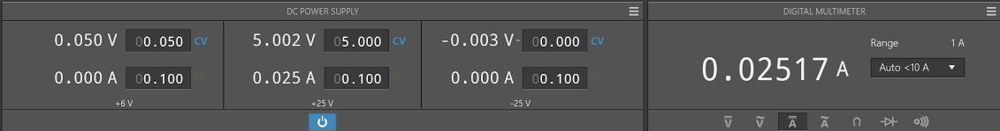 DC POWER SUPPLY
0.050 V 00.050 CV
0.000 A 00.100 CC
+6 V
5.002 V 05.000 CV
0.025 A 00.100 CC
+25 V
-0.003 V -00.000 CV
0.000 A 00.100 CC
-25 V
DIGITAL MULTIMETER
0.02517 A
Range 1 A
Auto <10 A
V V A A Ω